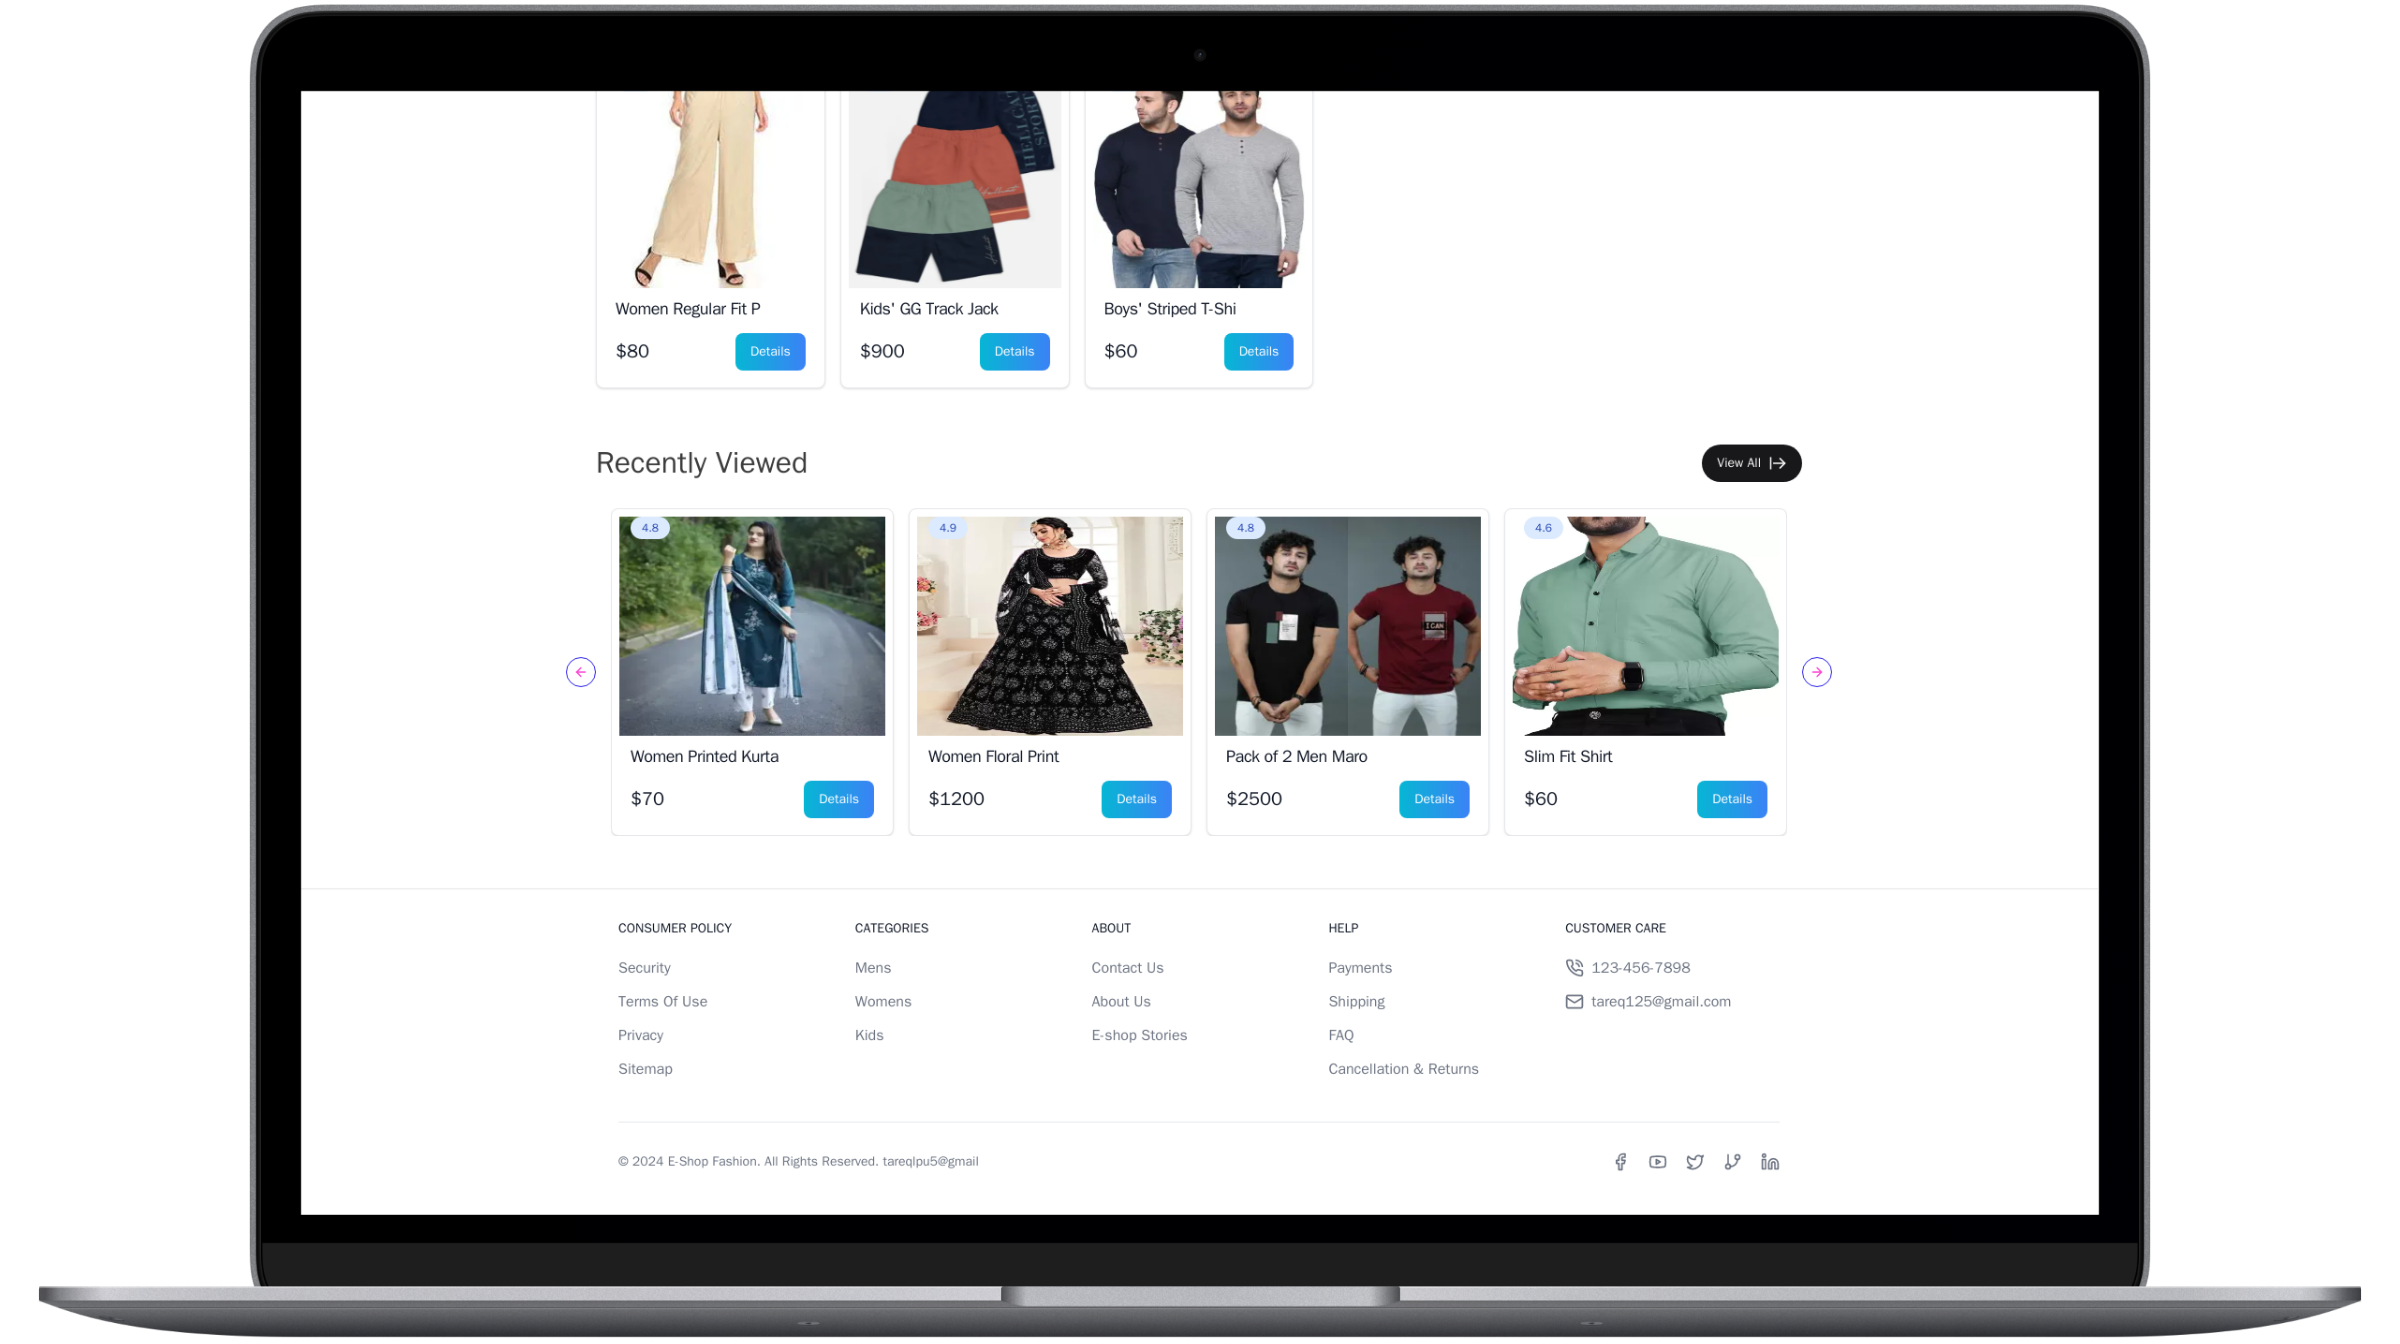 HELLCAT
SPORT
Women Regular Fit P
Kids' GG Track Jack
Boys' Striped T-Shi
$80
Details
$900
Details
$60
Details
Recently Viewed
View All
4.8
4.9
4.8
4.6
I CAN
Women Printed Kurta
Women Floral Print
Pack of 2 Men Maro
Slim Fit Shirt
$70
Details
$1200
Details
$2500
Details
$60
Details
CONSUMER POLICY
CATEGORIES
ABOUT
HELP
CUSTOMER CARE
Security
Mens
Contact Us
Payments
123-456-7898
Terms Of Use
Womens
About Us
Shipping
tareq125@gmail.com
Privacy
Kids
E-shop Stories
FAQ
Sitemap
Cancellation & Returns
© 2024 E-Shop Fashion. All Rights Reserved. tareqlpu5@gmail